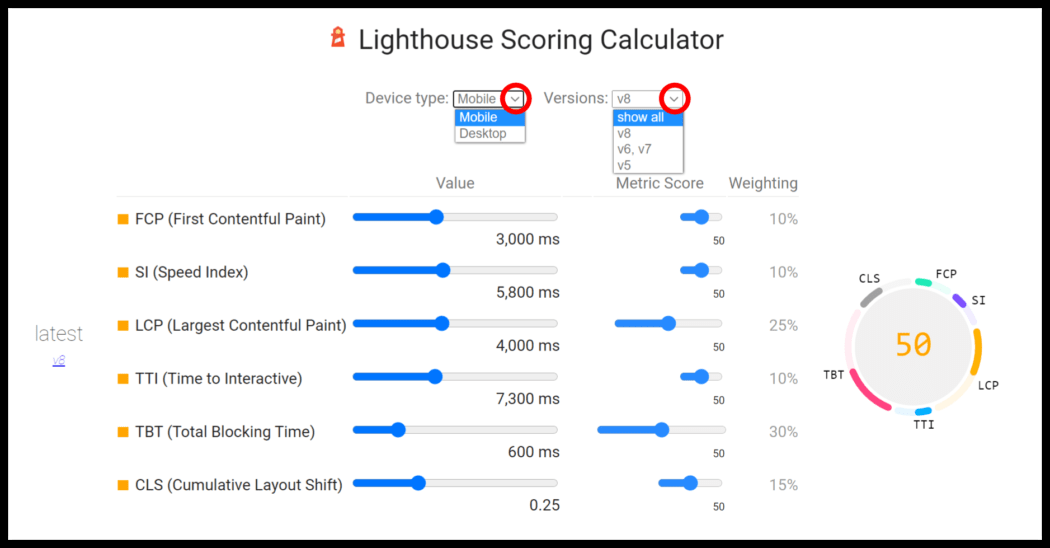 Lighthouse Scoring Calculator
Device type: Mobile Versions: v8
Mobile
Desktop
show all
v8
v6, v7
v5
Value Metric Score Weighting
FCP (First Contentful Paint) 10%
3,000 ms 50
SI (Speed Index) 10%
5,800 ms 50
LCP (Largest Contentful Paint) 25%
4,000 ms 50
TTI (Time to Interactive) 10%
7,300 ms 50
TBT (Total Blocking Time) 30%
600 ms 50
CLS (Cumulative Layout Shift) 15%
0.25 50
latest
v8
FCP
SI
LCP
TTI
TBT
CLS
50